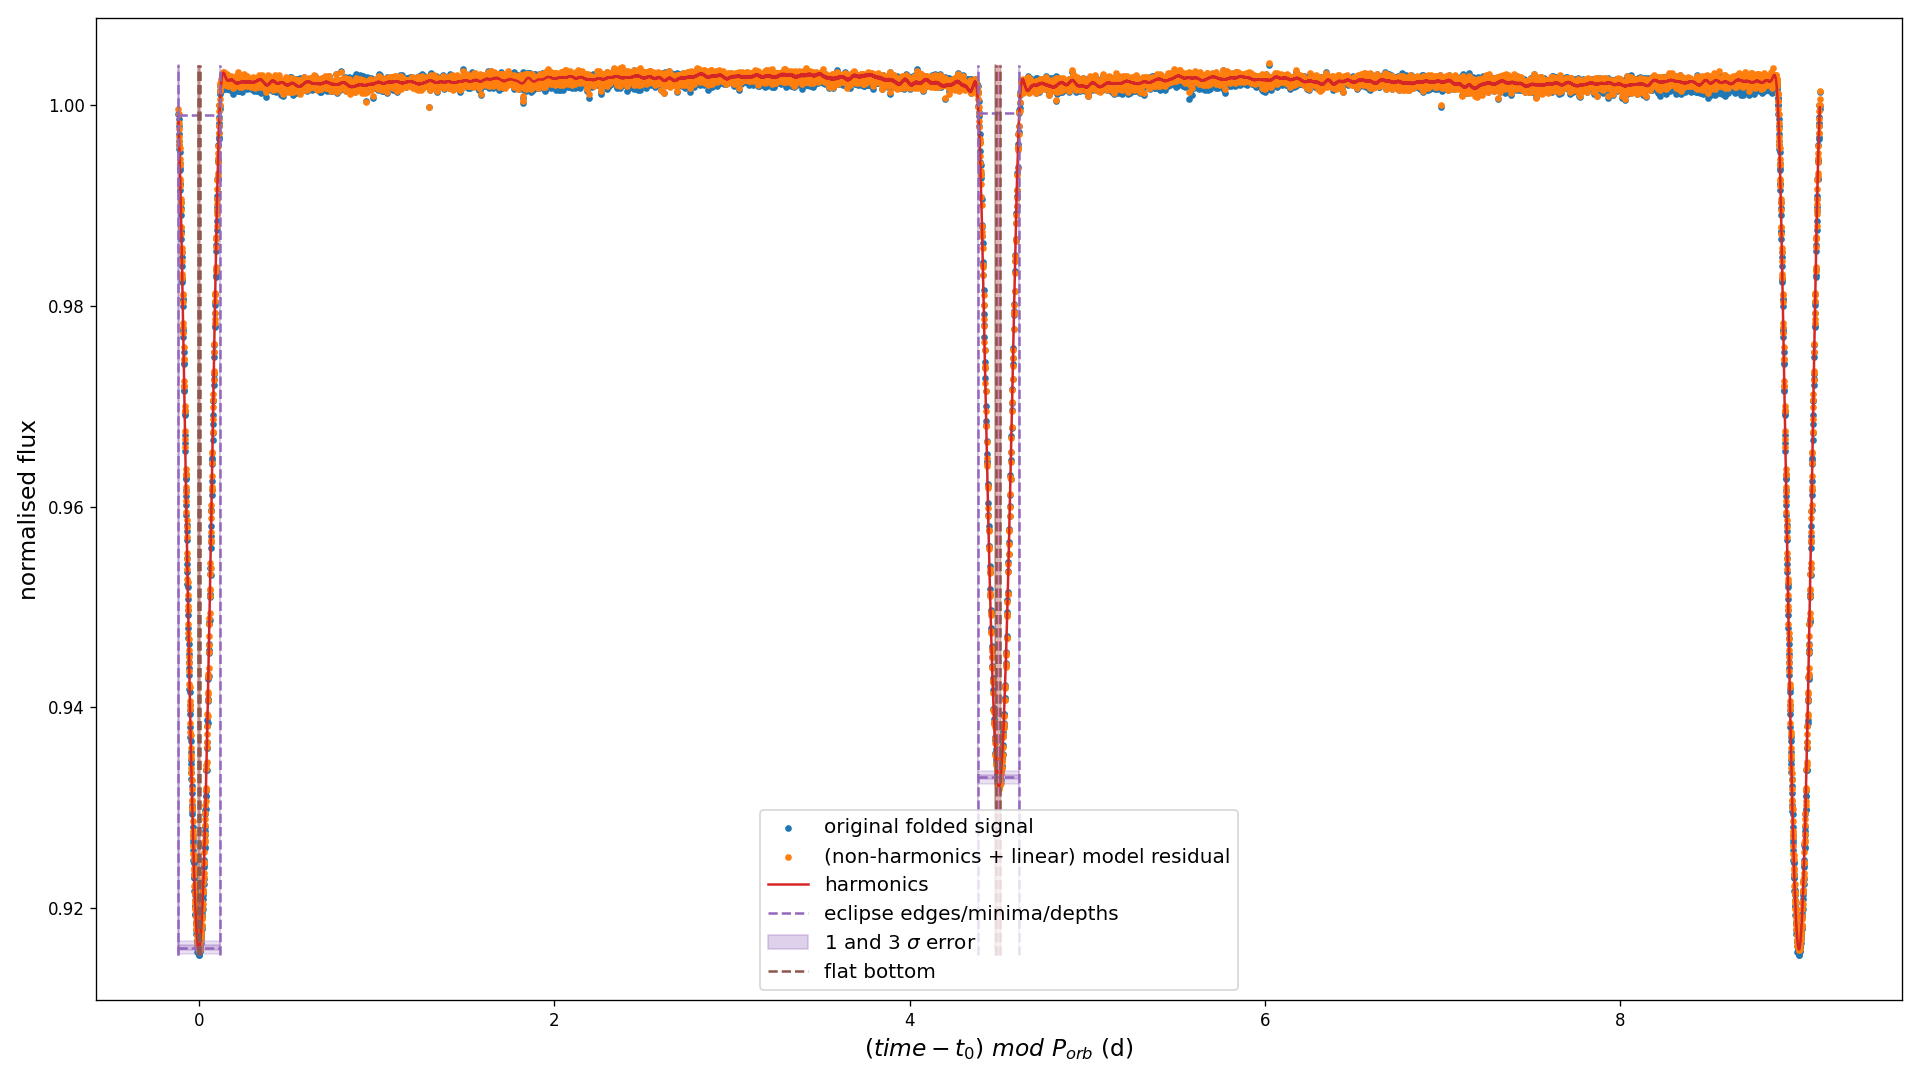 normalised flux
1.00
0.98
0.96
0.94
0.92
original folded signal
(non-harmonics + linear) model residual
harmonics
eclipse edges/minima/depths
1 and 3 σ error
flat bottom
0 2 4 6 8
(time − t₀) mod P_orb (d)